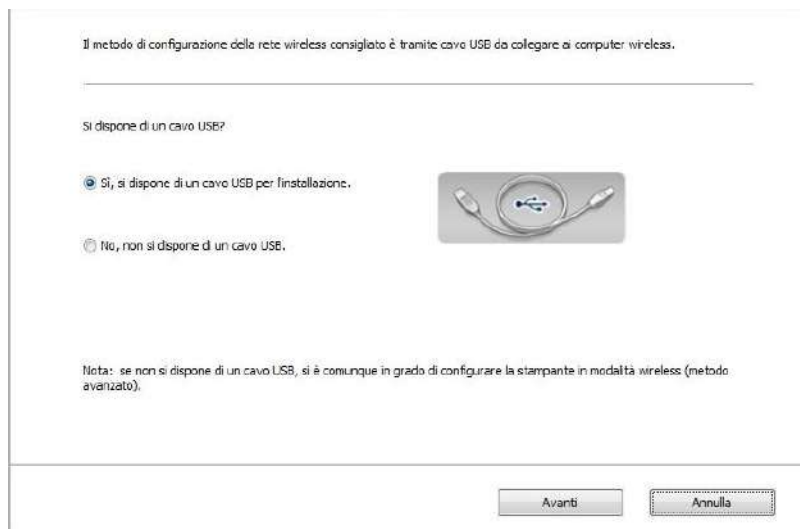 Il metodo di configurazione della rete wireless consigliato è tramite cavo USB da collegare ai computer wireless.
Si dispone di un cavo USB?
Sì, si dispone di un cavo USB per l'installazione.
No, non si dispone di un cavo USB.
Nota: se non si dispone di un cavo USB, si è comunque in grado di configurare la stampante in modalità wireless (metodo
avanzato).
Avanti
Annulla